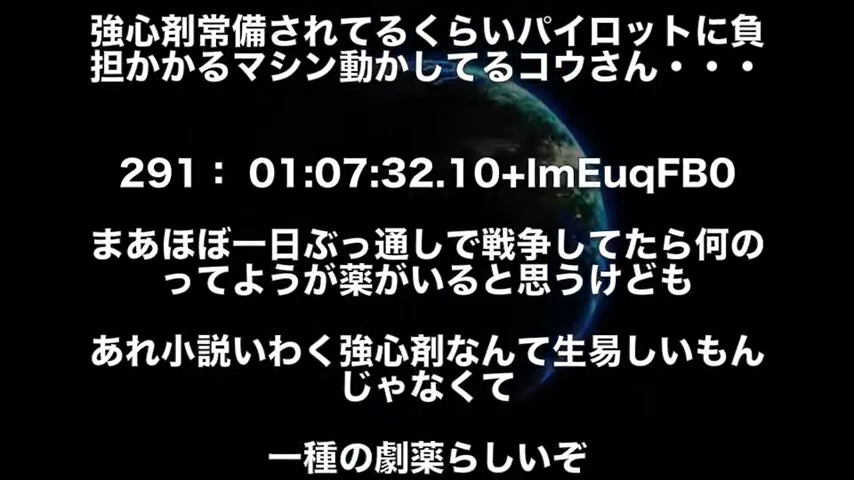 強心剤常備されてるくらいパイロットに負
担かかるマシン動かしてるコウさん・・・
291： 01:07:32.10+ImEuqFB0
まあほぼ一日ぶっ通しで戦争してたら何の
ってようが薬がいると思うけども
あれ小説いわく強心剤なんて生易しいもん
じゃなくて
一種の劇薬らしいぞ